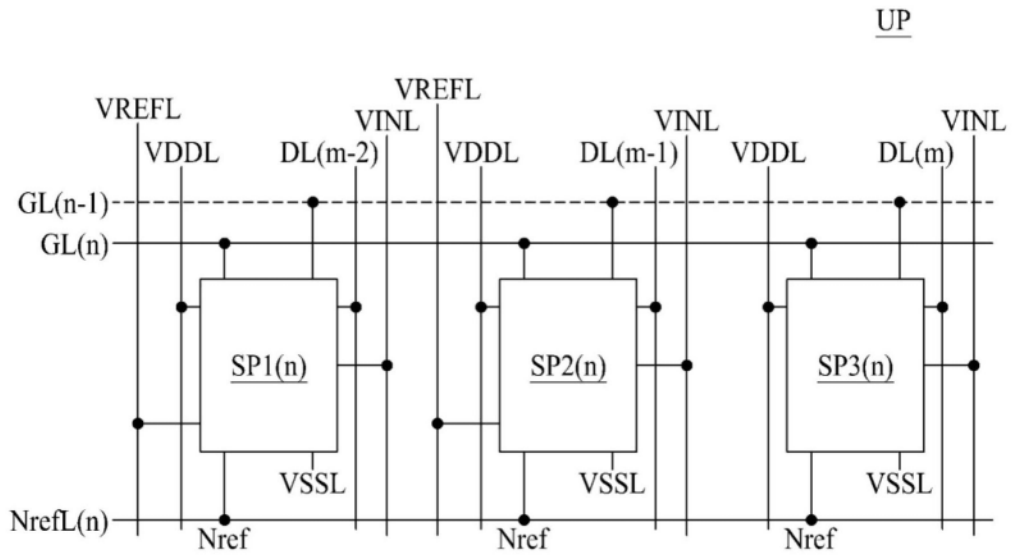 UP
VREFL VREFL
VINL VINL VINL
VDDL DL(m-2) VDDL DL(m-1) VDDL DL(m)
GL(n-1)
GL(n)
SP1(n) SP2(n) SP3(n)
VSSL VSSL VSSL
NrefL(n)
Nref Nref Nref